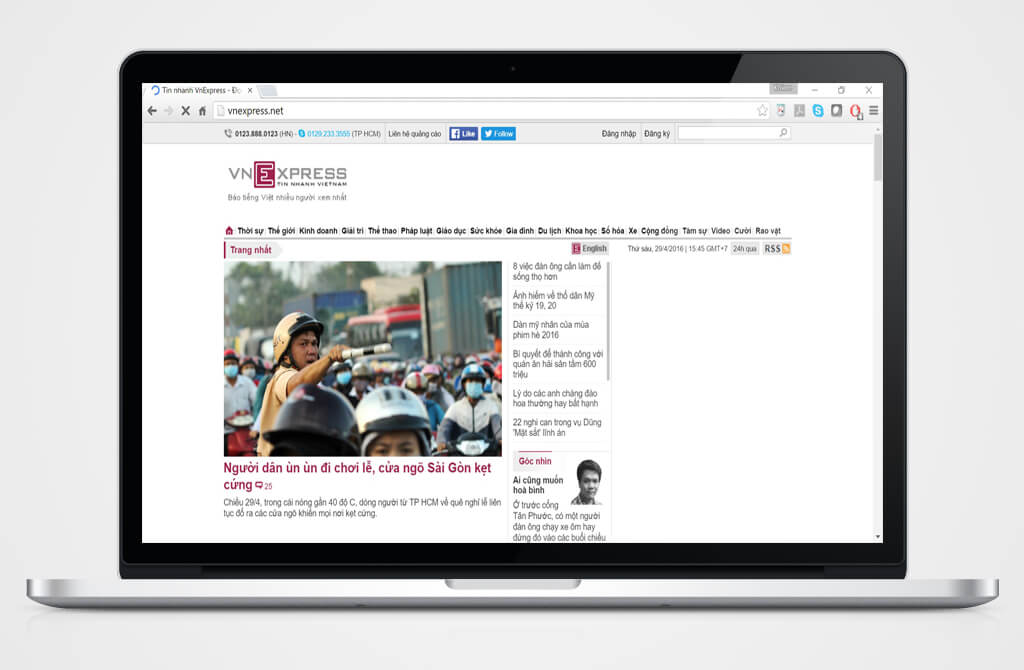 Tin nhanh VnExpress - Đọ
vnexpress.net
0123.888.0123 (HN) - 0129.233.3555 (TP HCM) Liên hệ quảng cáo Like Follow Đăng nhập Đăng ký
VNEXPRESS
TIN NHANH VIETNAM
Báo tiếng Việt nhiều người xem nhất
Thời sự Thế giới Kinh doanh Giải trí Thể thao Pháp luật Giáo dục Sức khỏe Gia đình Du lịch Khoa học Số hóa Xe Cộng đồng Tâm sự Video Cười Rao vặt
Trang nhất E English Thứ sáu, 29/4/2016 | 15:45 GMT+7 24h qua RSS
8 việc đàn ông cần làm để
sống thọ hơn
Ảnh hiếm về thổ dân Mỹ
thế kỷ 19, 20
Dàn mỹ nhân của mùa
phim hè 2016
Bí quyết để thành công với
quán ăn hải sản tầm 600
triệu
Lý do các anh chàng đào
hoa thường hay bất hạnh
22 nghi can trong vụ Dũng
'Mặt sắt' lĩnh án
Người dân ùn ùn đi chơi lễ, cửa ngõ Sài Gòn kẹt
cứng 25
Chiều 29/4, trong cái nóng gần 40 độ C, dòng người từ TP HCM về quê nghỉ lễ liên
tục đổ ra các cửa ngõ khiến mọi nơi kẹt cứng.
Góc nhìn
Ai cũng muốn
hoà bình
Ở trước cổng
Tân Phước, có một người
đàn ông chạy xe ôm hay
đứng đó vào các buổi chiều